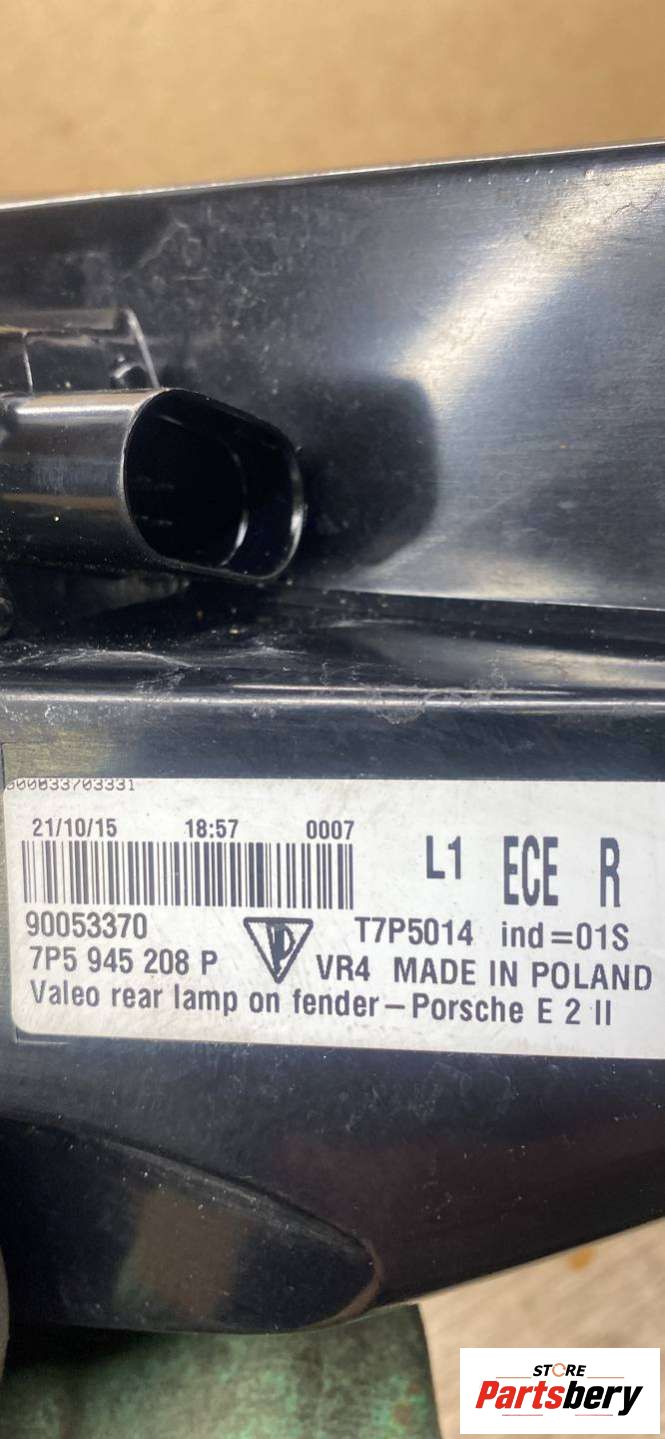 000033703331
21/10/15 18:57 0007
L1 ECE R
90053370 T7P5014 ind=01S
7P5 945 208 P VR4 MADE IN POLAND
Valeo rear lamp on fender-Porsche E 2 II
STORE
Partsbery